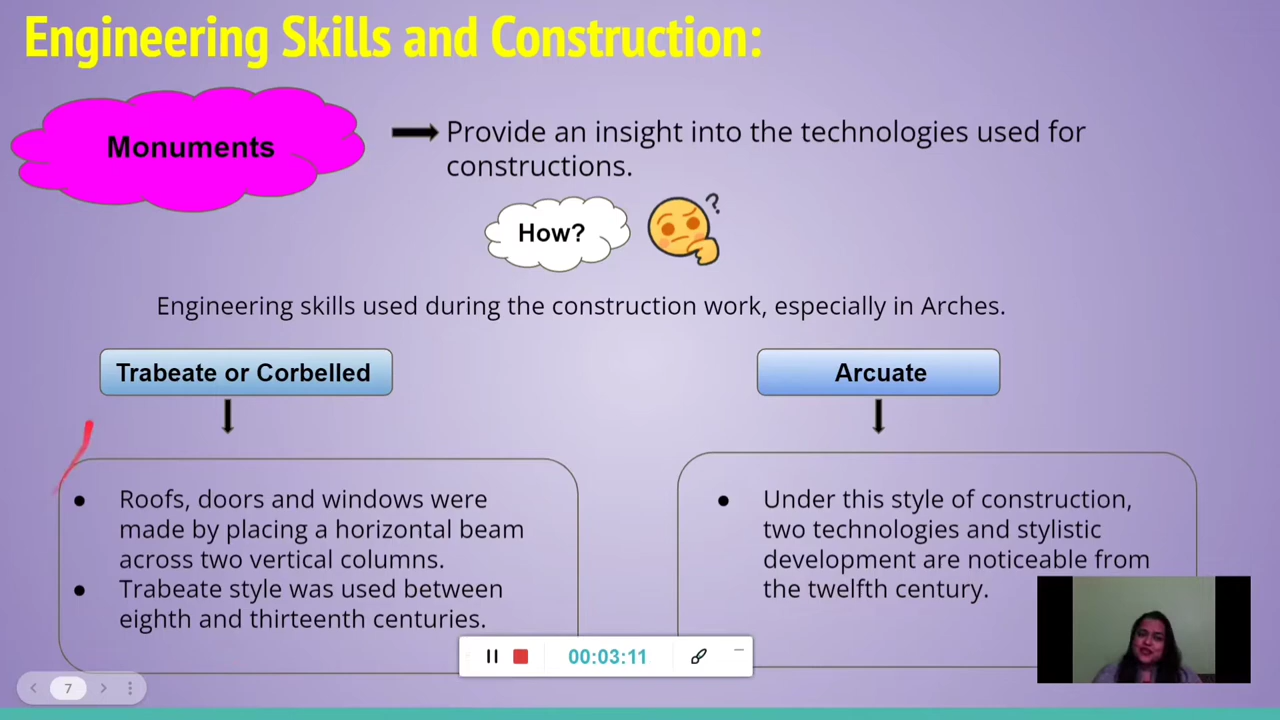 Engineering Skills and Construction:
Monuments
Provide an insight into the technologies used for
constructions.
How?
?
Engineering skills used during the construction work, especially in Arches.
Trabeate or Corbelled
Arcuate
● Roofs, doors and windows were
made by placing a horizontal beam
across two vertical columns.
● Trabeate style was used between
eighth and thirteenth centuries.
● Under this style of construction,
two technologies and stylistic
development are noticeable from
the twelfth century.
00:03:11
7